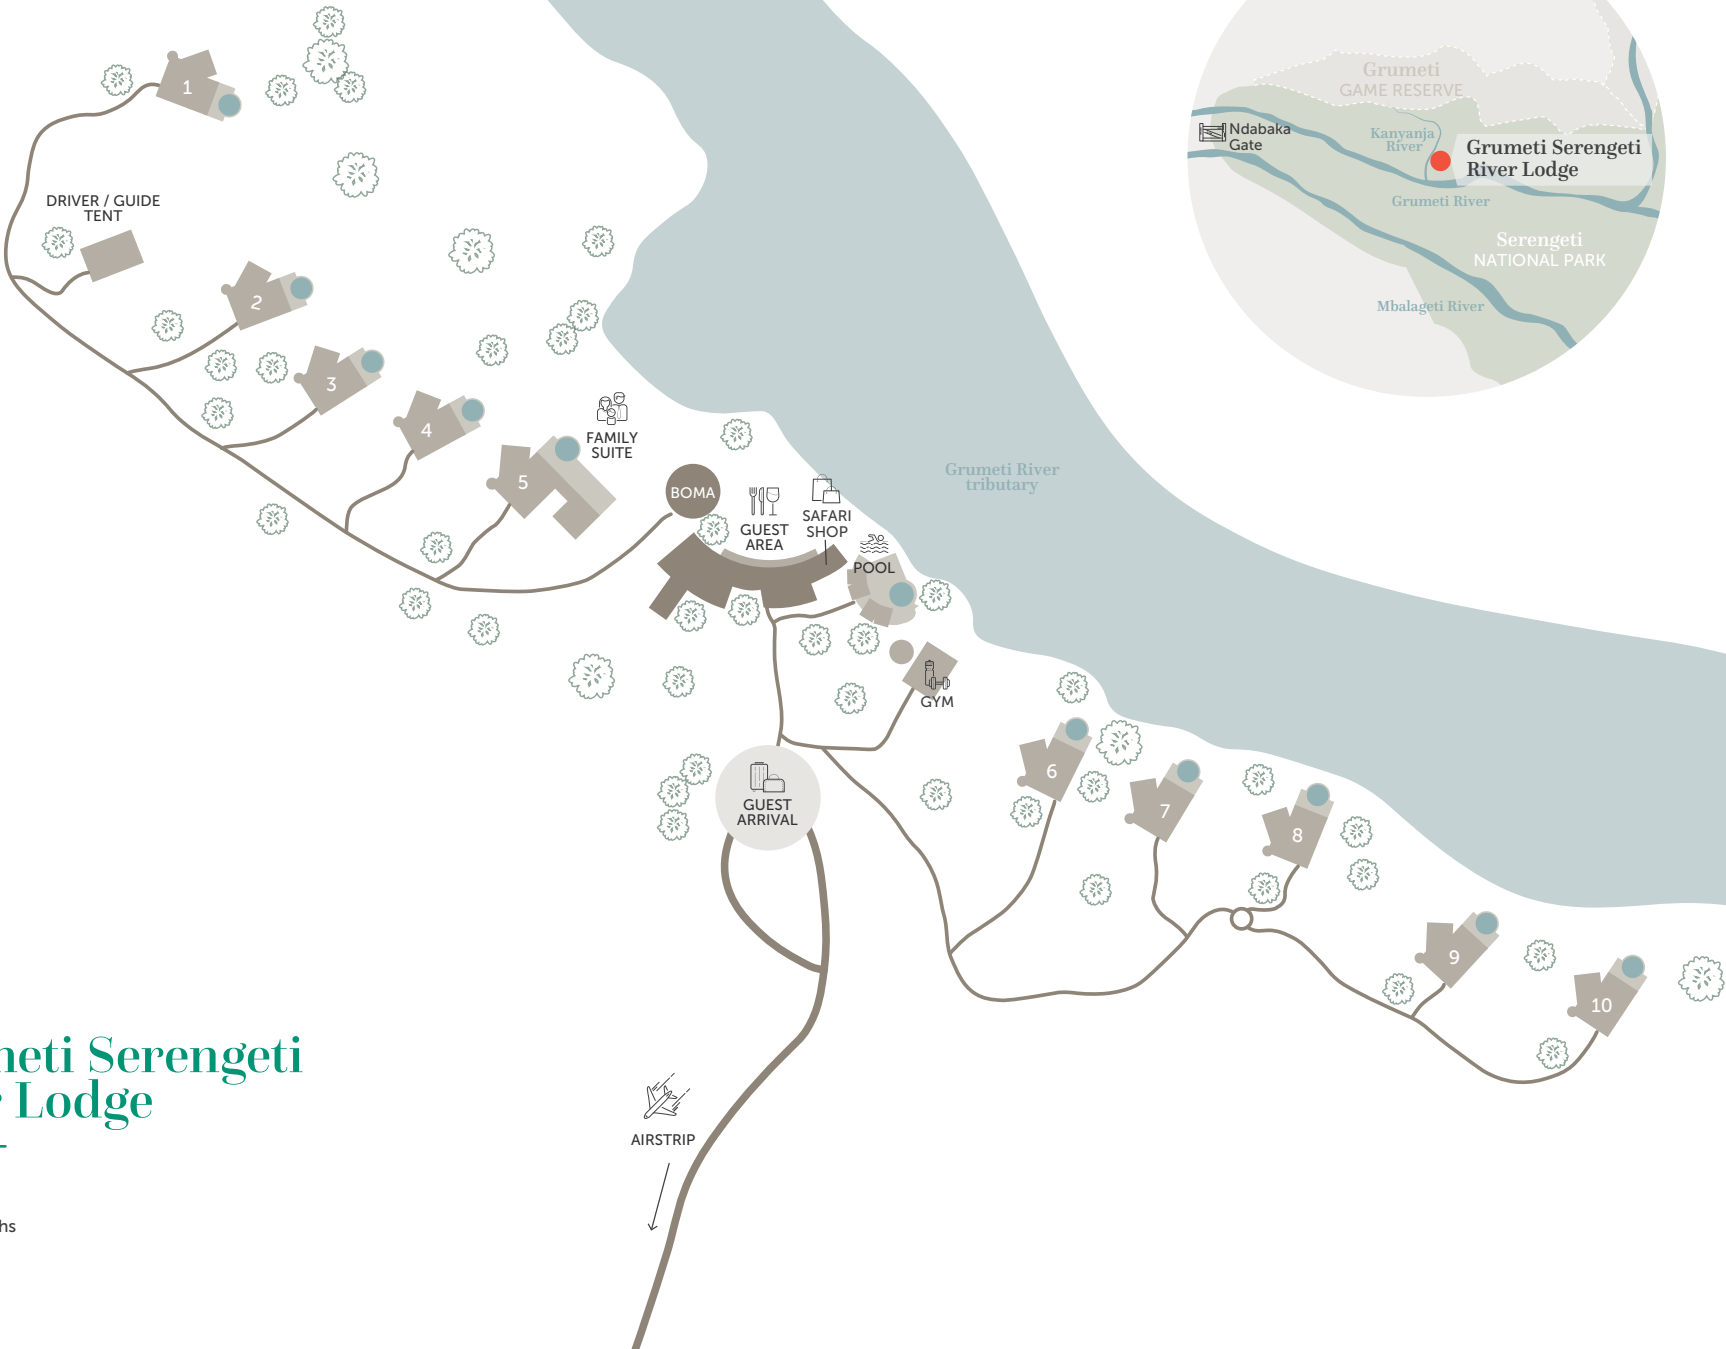 Grumeti
GAME RESERVE
Ndabaka
Gate
Kanyanja
River
Grumeti Serengeti
River Lodge
Grumeti River
Serengeti
NATIONAL PARK
Mbalageti River
1
DRIVER / GUIDE
TENT
2
3
4
5
FAMILY
SUITE
BOMA
GUEST
AREA
SAFARI
SHOP
POOL
Grumeti River
tributary
GYM
GUEST
ARRIVAL
6
7
8
9
10
AIRSTRIP
neti Serengeti
r Lodge
hs